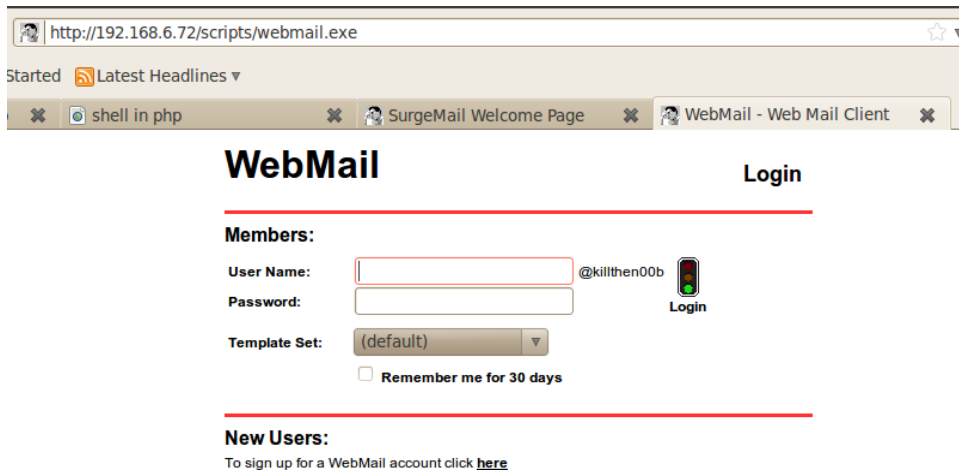 http://192.168.6.72/scripts/webmail.exe
Started Latest Headlines
shell in php SurgeMail Welcome Page WebMail - Web Mail Client
WebMail Login
Members:
User Name: @killthen00b
Password: Login
Template Set: (default)
Remember me for 30 days
New Users:
To sign up for a WebMail account click here